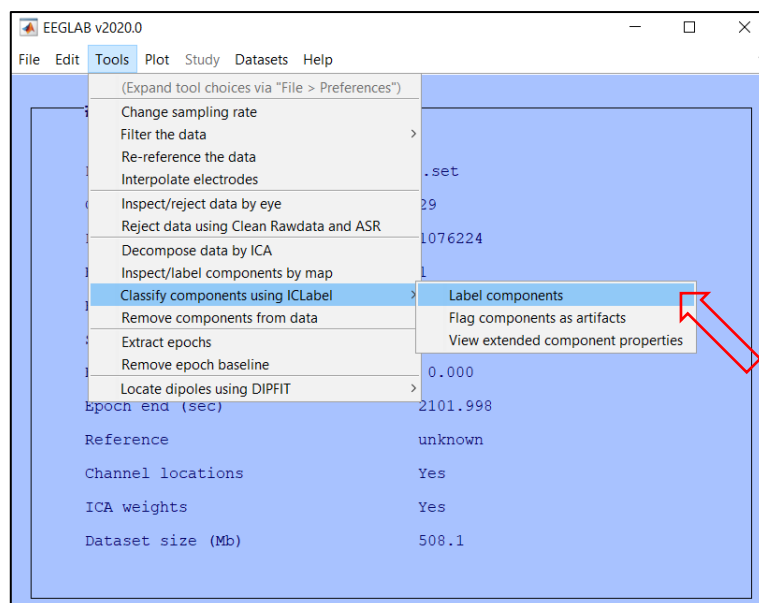 EEGLAB v2020.0
File Edit Tools Plot Study Datasets Help
(Expand tool choices via "File > Preferences")
Change sampling rate
Filter the data
Re-reference the data
Interpolate electrodes
Inspect/reject data by eye
Reject data using Clean Rawdata and ASR
Decompose data by ICA
Inspect/label components by map
Classify components using ICLabel
Remove components from data
Extract epochs
Remove epoch baseline
Locate dipoles using DIPFIT
Label components
Flag components as artifacts
View extended component properties
.set
29
1076224
1
0.000
Epoch end (sec) 2101.998
Reference unknown
Channel locations Yes
ICA weights Yes
Dataset size (Mb) 508.1